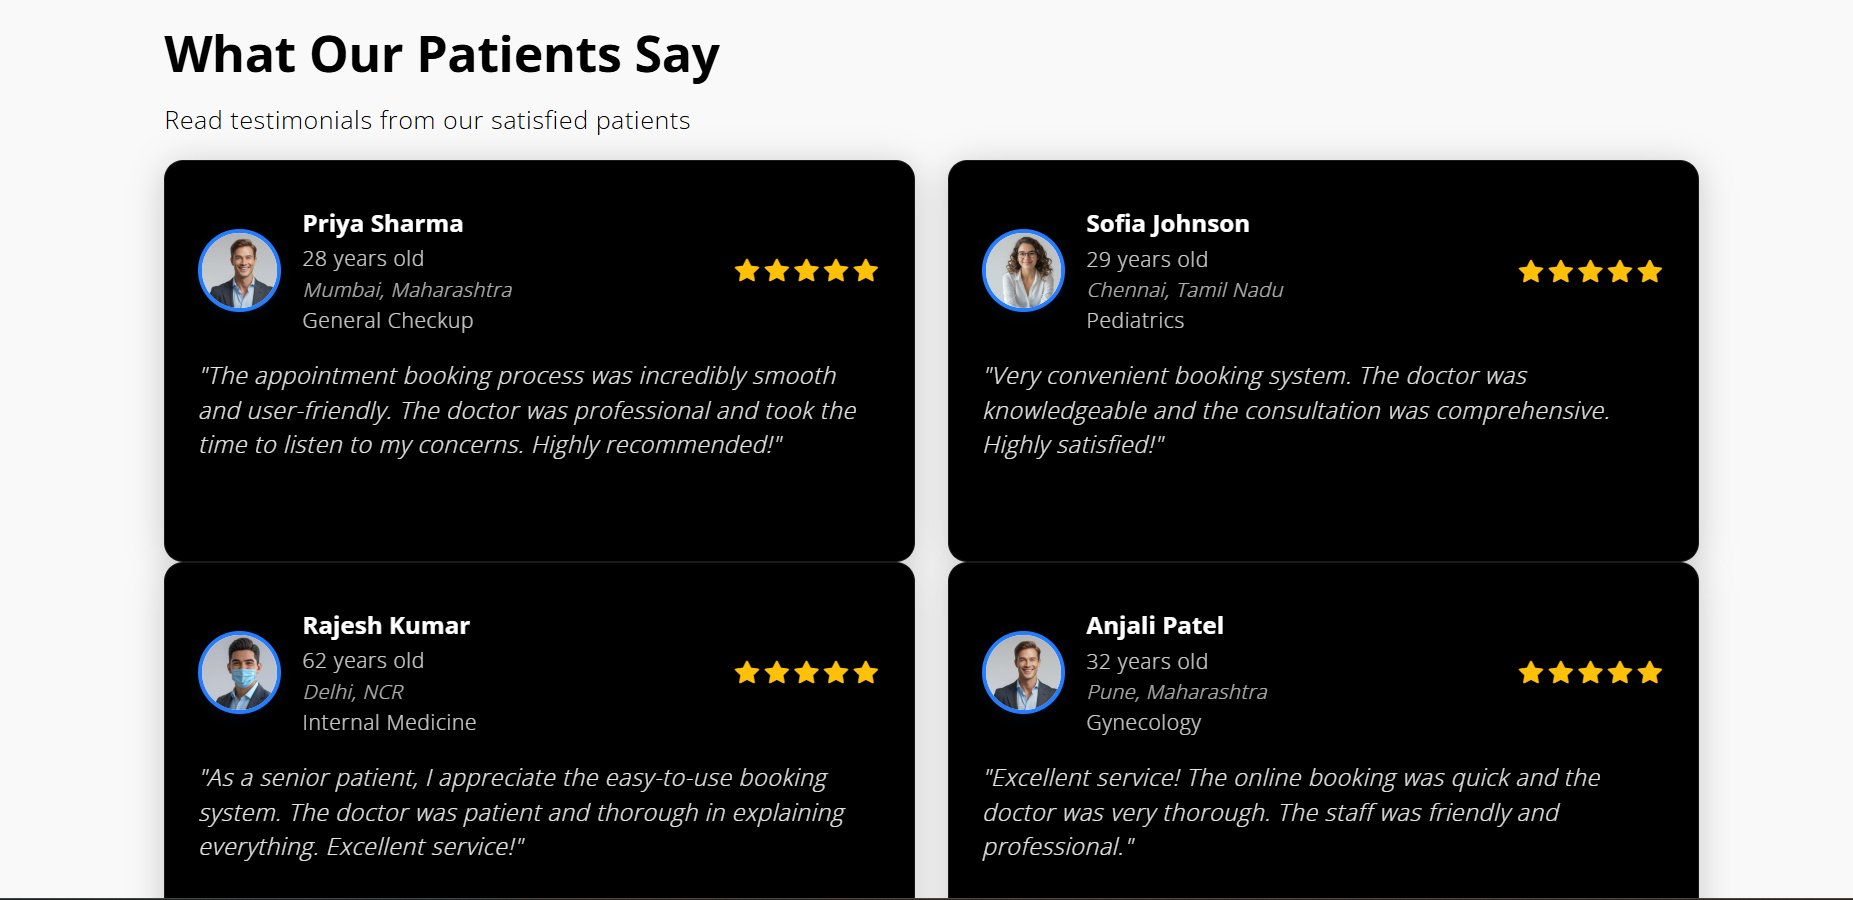 What Our Patients Say
Read testimonials from our satisfied patients
Priya Sharma
28 years old
Mumbai, Maharashtra
General Checkup
"The appointment booking process was incredibly smooth
and user-friendly. The doctor was professional and took the
time to listen to my concerns. Highly recommended!"
Sofia Johnson
29 years old
Chennai, Tamil Nadu
Pediatrics
"Very convenient booking system. The doctor was
knowledgeable and the consultation was comprehensive.
Highly satisfied!"
Rajesh Kumar
62 years old
Delhi, NCR
Internal Medicine
"As a senior patient, I appreciate the easy-to-use booking
system. The doctor was patient and thorough in explaining
everything. Excellent service!"
Anjali Patel
32 years old
Pune, Maharashtra
Gynecology
"Excellent service! The online booking was quick and the
doctor was very thorough. The staff was friendly and
professional."